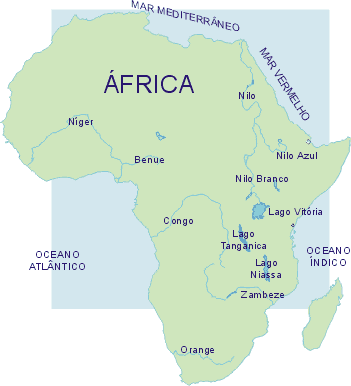 MAR MEDITERRÂNEO
MAR VERMELHO
ÁFRICA
Nilo
Níger
Benue
Nilo Azul
Nilo Branco
Lago Vitória
Congo
Lago
Tanganica
OCEANO
ATLÂNTICO
OCEANO
ÍNDICO
Lago
Niassa
Zambeze
Orange